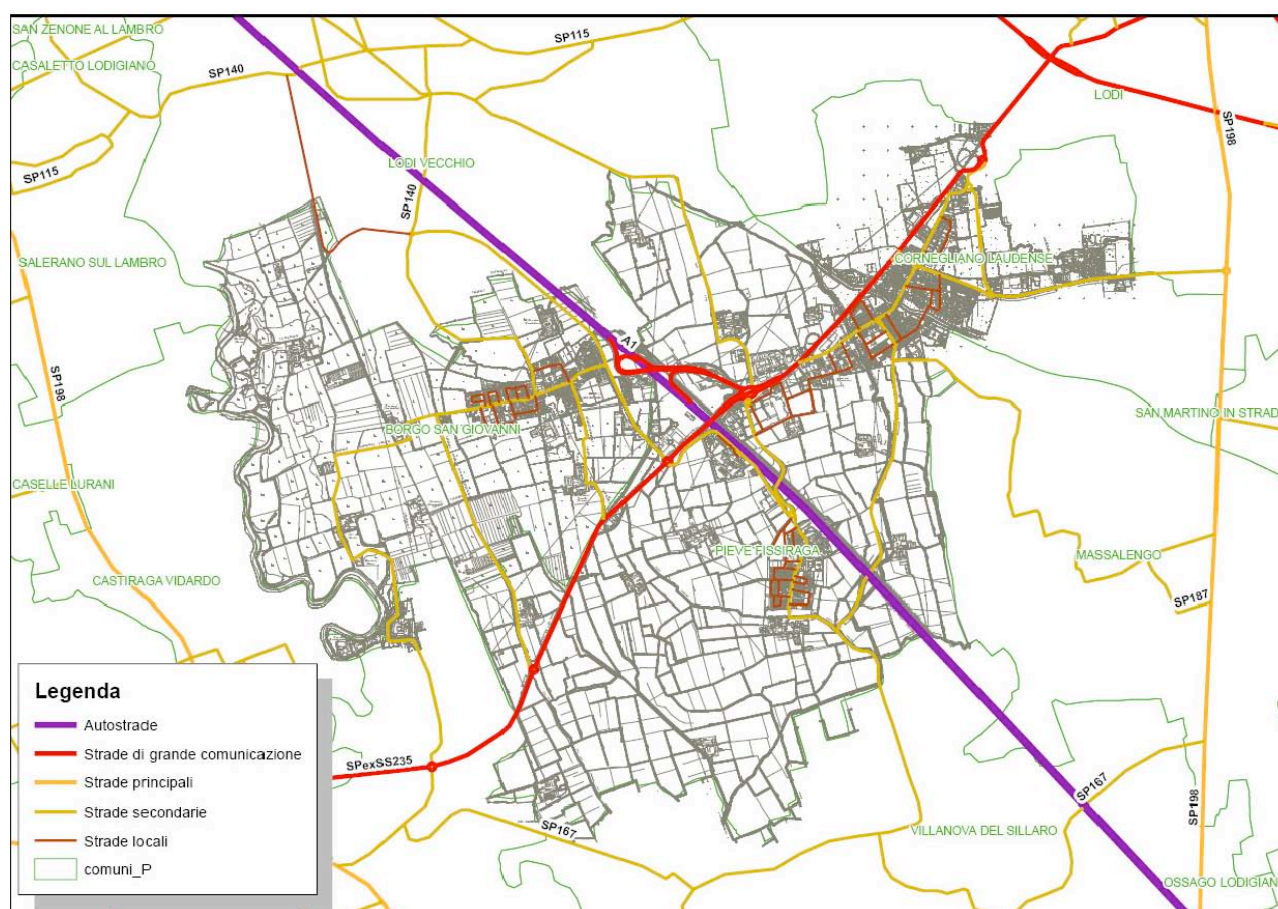 SAN ZENONE AL LAMBRO
SP115
CASALETTO LODIGIANO
SP140
LODI
SP198
LODI VECCHIO
SP115
SP140
SALERANO SUL LAMBRO
CORNEGLIANO LAUDENSE
A1
SP198
SAN MARTINO IN STRAD
BORGO SAN GIOVANNI
CASELLE LURANI
PIEVE FISSIRAGA
MASSALENGO
CASTIRAGA VIDARDO
SP187
Legenda
Autostrade
Strade di grande comunicazione
SPexSS235
Strade principali
SP167
SP198
Strade secondarie
SP167
VILLANOVA DEL SILLARO
Strade locali
comuni_P
OSSAGO LODIGIAN